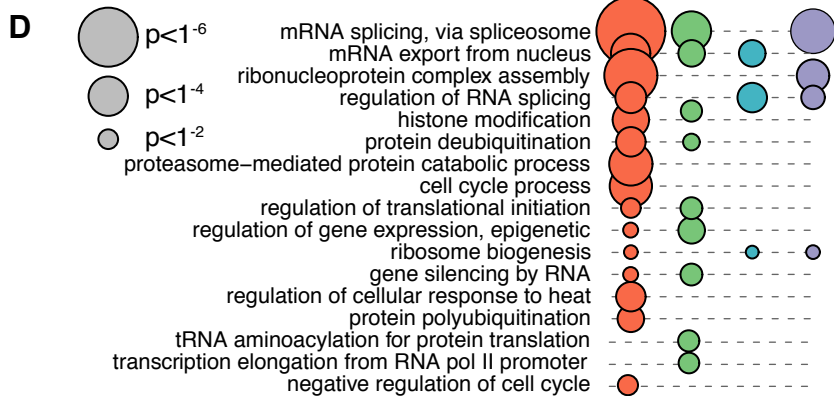 D
p<1-6
p<1-4
p<1-2
mRNA splicing, via spliceosome
mRNA export from nucleus
ribonucleoprotein complex assembly
regulation of RNA splicing
histone modification
protein deubiquitination
proteasome−mediated protein catabolic process
cell cycle process
regulation of translational initiation
regulation of gene expression, epigenetic
ribosome biogenesis
gene silencing by RNA
regulation of cellular response to heat
protein polyubiquitination
tRNA aminoacylation for protein translation
transcription elongation from RNA pol II promoter
negative regulation of cell cycle